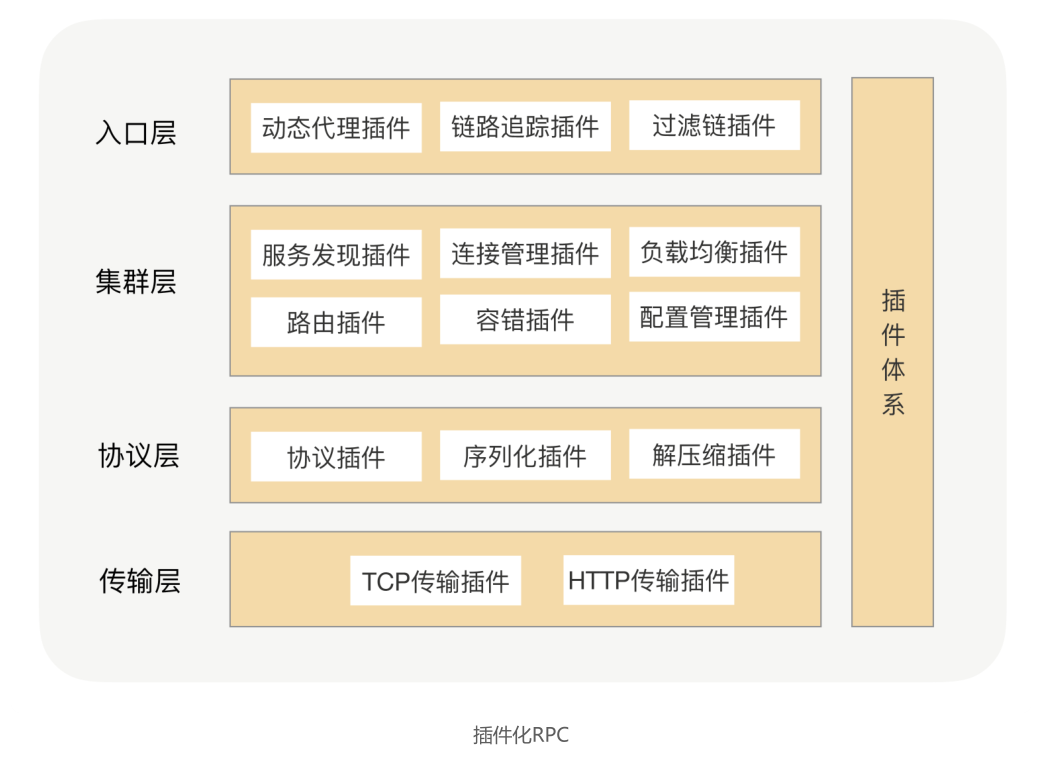 入口层
动态代理插件
链路追踪插件
过滤链插件
集群层
服务发现插件
连接管理插件
负载均衡插件
路由插件
容错插件
配置管理插件
协议层
协议插件
序列化插件
解压缩插件
传输层
TCP传输插件
HTTP传输插件
插件体系
插件化RPC